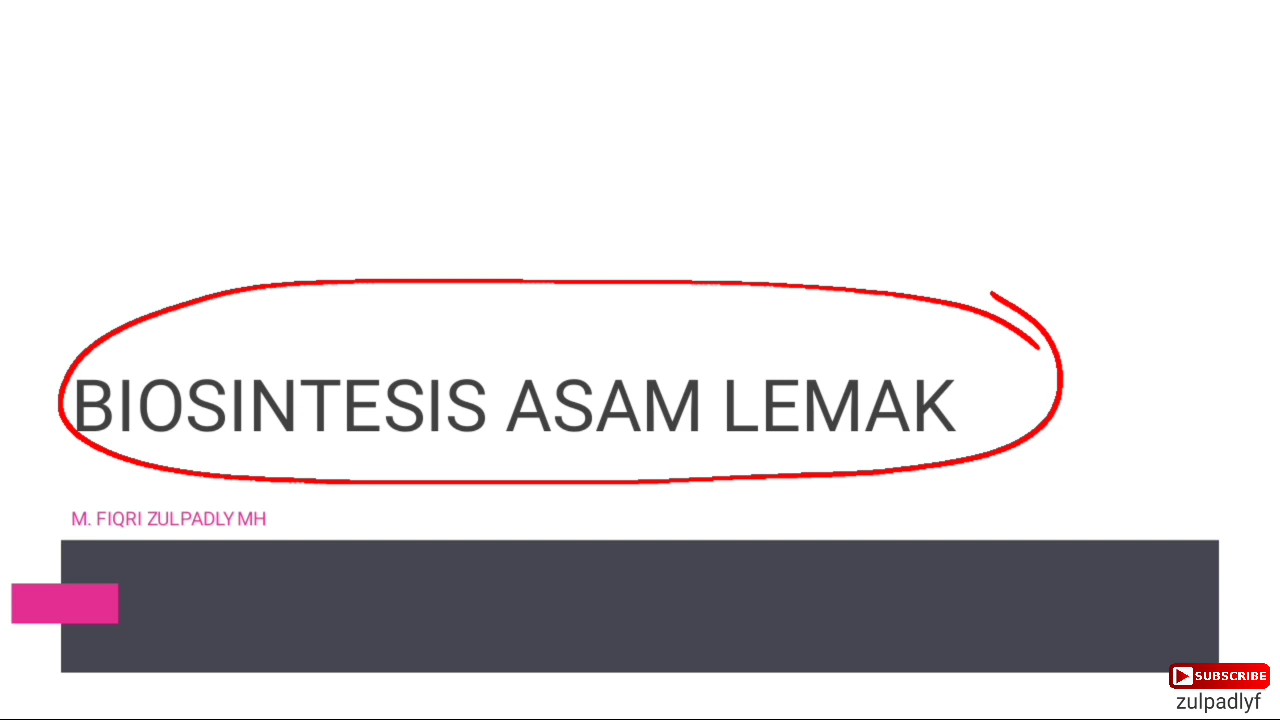 BIOSINTESIS ASAM LEMAK
M. FIQRI ZULPADLY MH
SUBSCRIBE
zulpadlyf